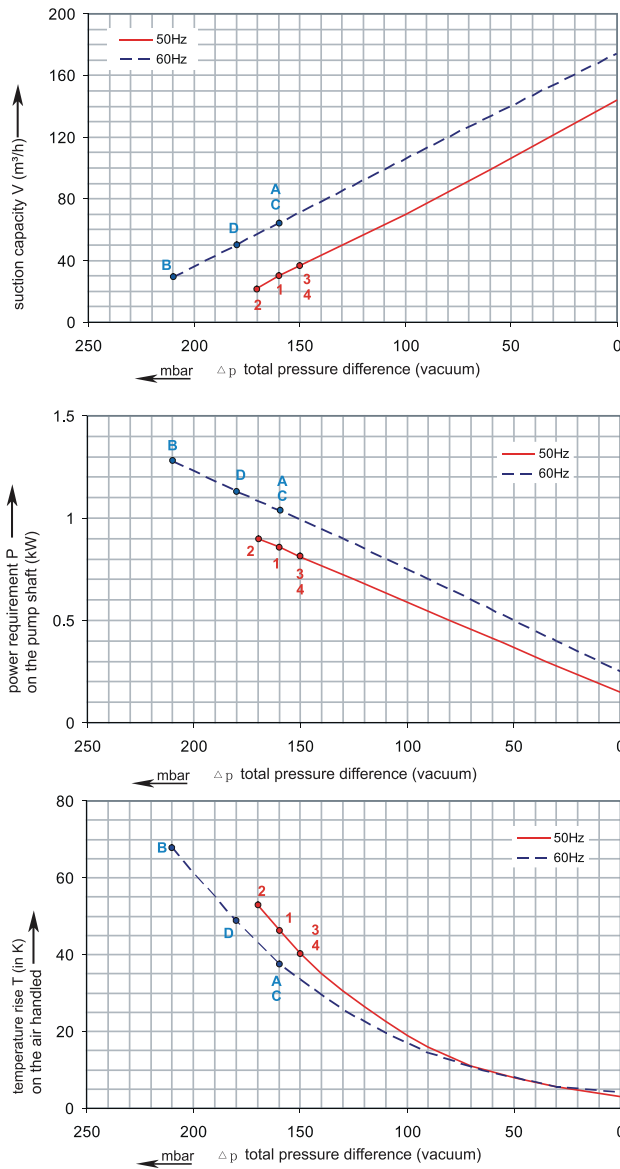 200
160
120
80
40
0
suction capacity V (m³/h)
50Hz
60Hz
A
C
D
B
2
1
3
4
250
200
150
100
50
0
mbar
△p total pressure difference (vacuum)
1.5
1
0.5
0
power requirement P
on the pump shaft (kW)
50Hz
60Hz
B
D
A
C
2
1
3
4
250
200
150
100
50
0
mbar
△p total pressure difference (vacuum)
80
60
40
20
0
temperature rise T (in K)
on the air handled
50Hz
60Hz
B
2
1
3
4
D
A
C
250
200
150
100
50
0
mbar
△p total pressure difference (vacuum)